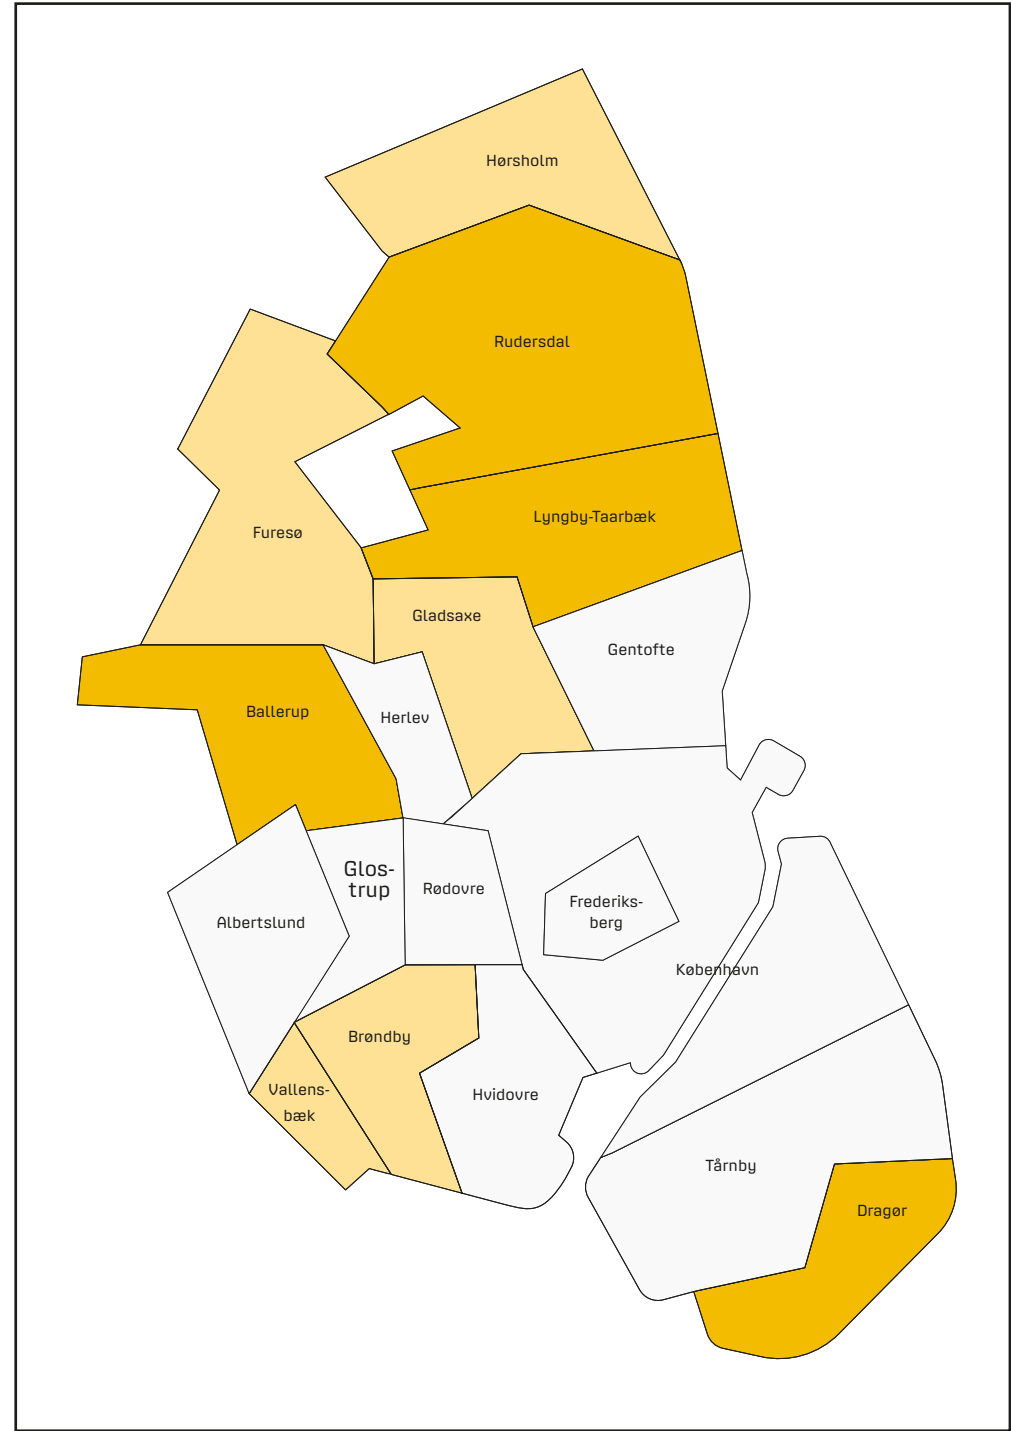 Hørsholm
Rudersdal
Lyngby-Taarbæk
Furesø
Gladsaxe
Gentofte
Ballerup
Herlev
Glos-
trup
Rødovre
Frederiks-
berg
Albertslund
København
Brøndby
Vallens-
bæk
Hvidovre
Tårnby
Dragør